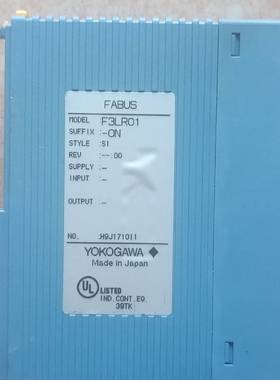 FABUS
MODEL :F3LR01
SUFFIX :-0N
STYLE :S1
REV :--:00
SUPPLY :-
INPUT :-
OUTPUT :-
NO. :H9J171011
YOKOGAWA
Made in Japan
UL LISTED
IND. CONT. EQ.
39TK